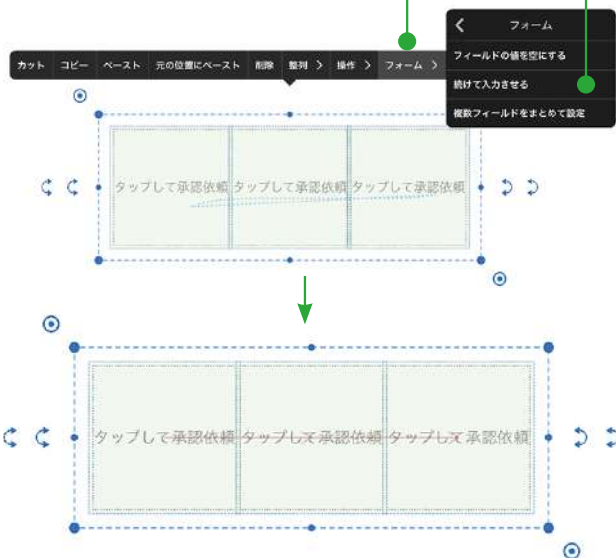 フォーム
フィールドの値を空にする
続けて入力させる
複数フィールドをまとめて設定
カット コピー ペースト 元の位置にペースト 削除 整列 操作 フォーム
タップして承認依頼 タップして承認依頼 タップして承認依頼
タップして承認依頼 タップして承認依頼 タップして承認依頼